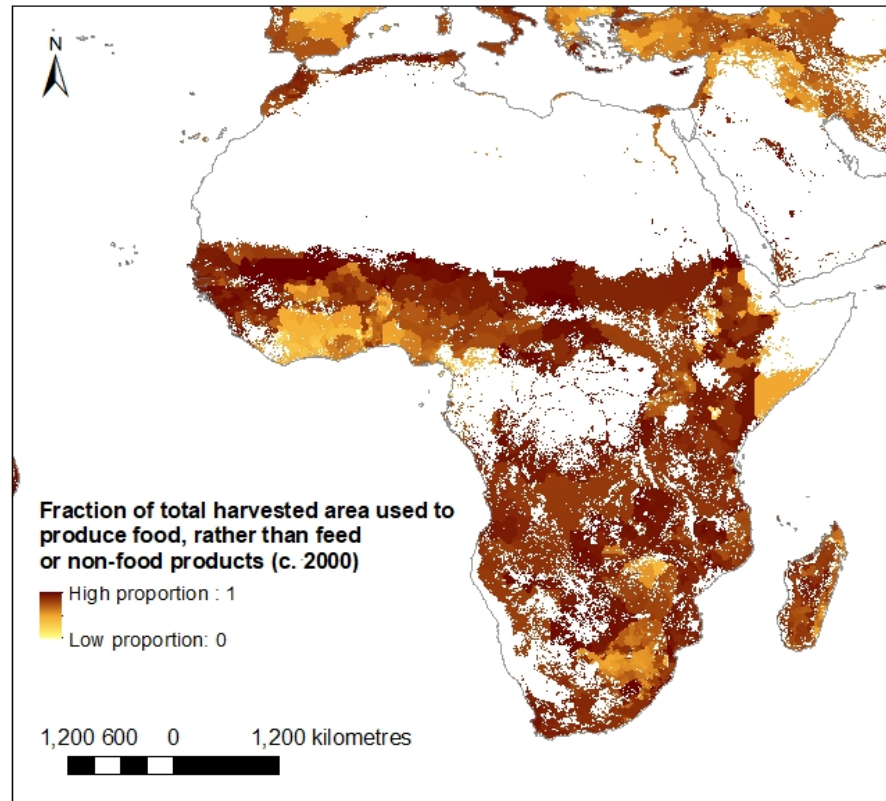 N
Fraction of total harvested area used to
produce food, rather than feed
or non-food products (c. 2000)
High proportion : 1
Low proportion: 0
1,200 600 0 1,200 kilometres